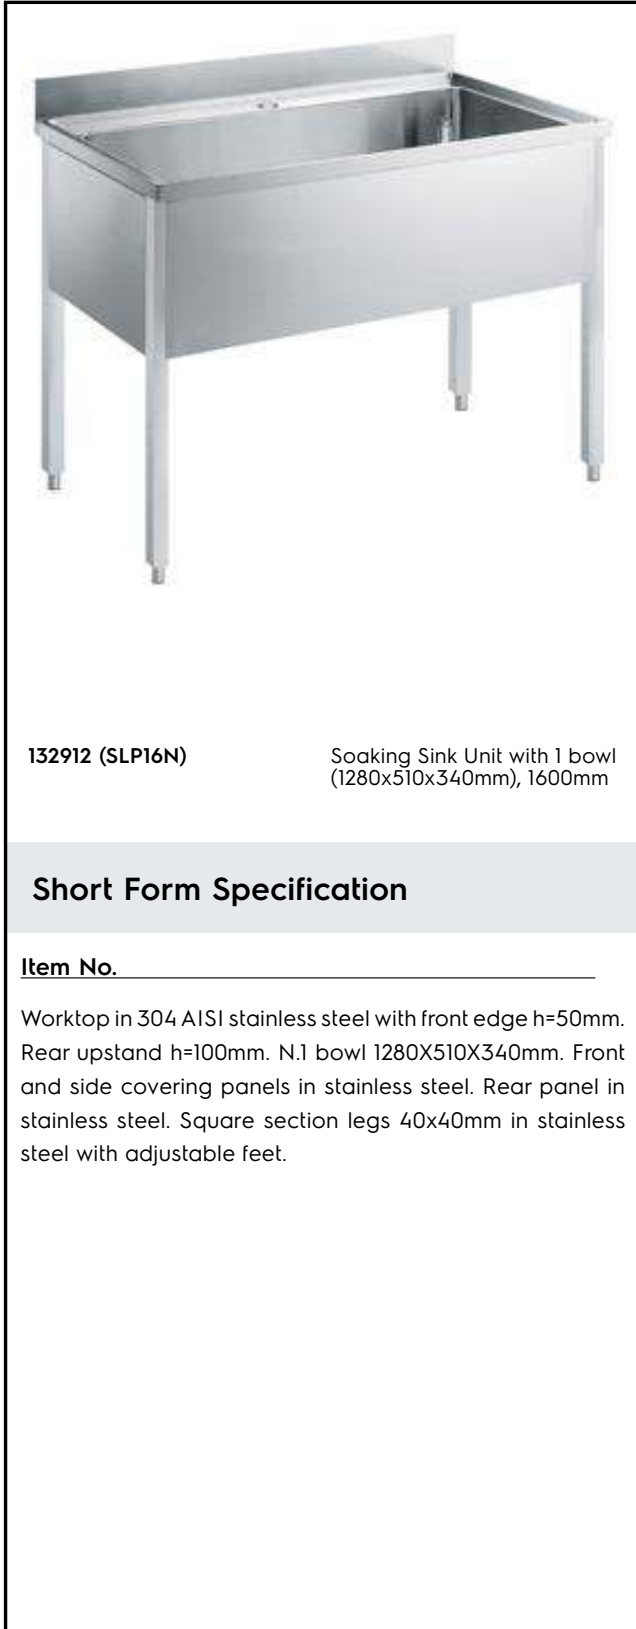 132912 (SLP16N)
Soaking Sink Unit with 1 bowl
(1280x510x340mm), 1600mm
Short Form Specification
Item No.
Worktop in 304 AISI stainless steel with front edge h=50mm.
Rear upstand h=100mm. N.1 bowl 1280X510X340mm. Front
and side covering panels in stainless steel. Rear panel in
stainless steel. Square section legs 40x40mm in stainless
steel with adjustable feet.